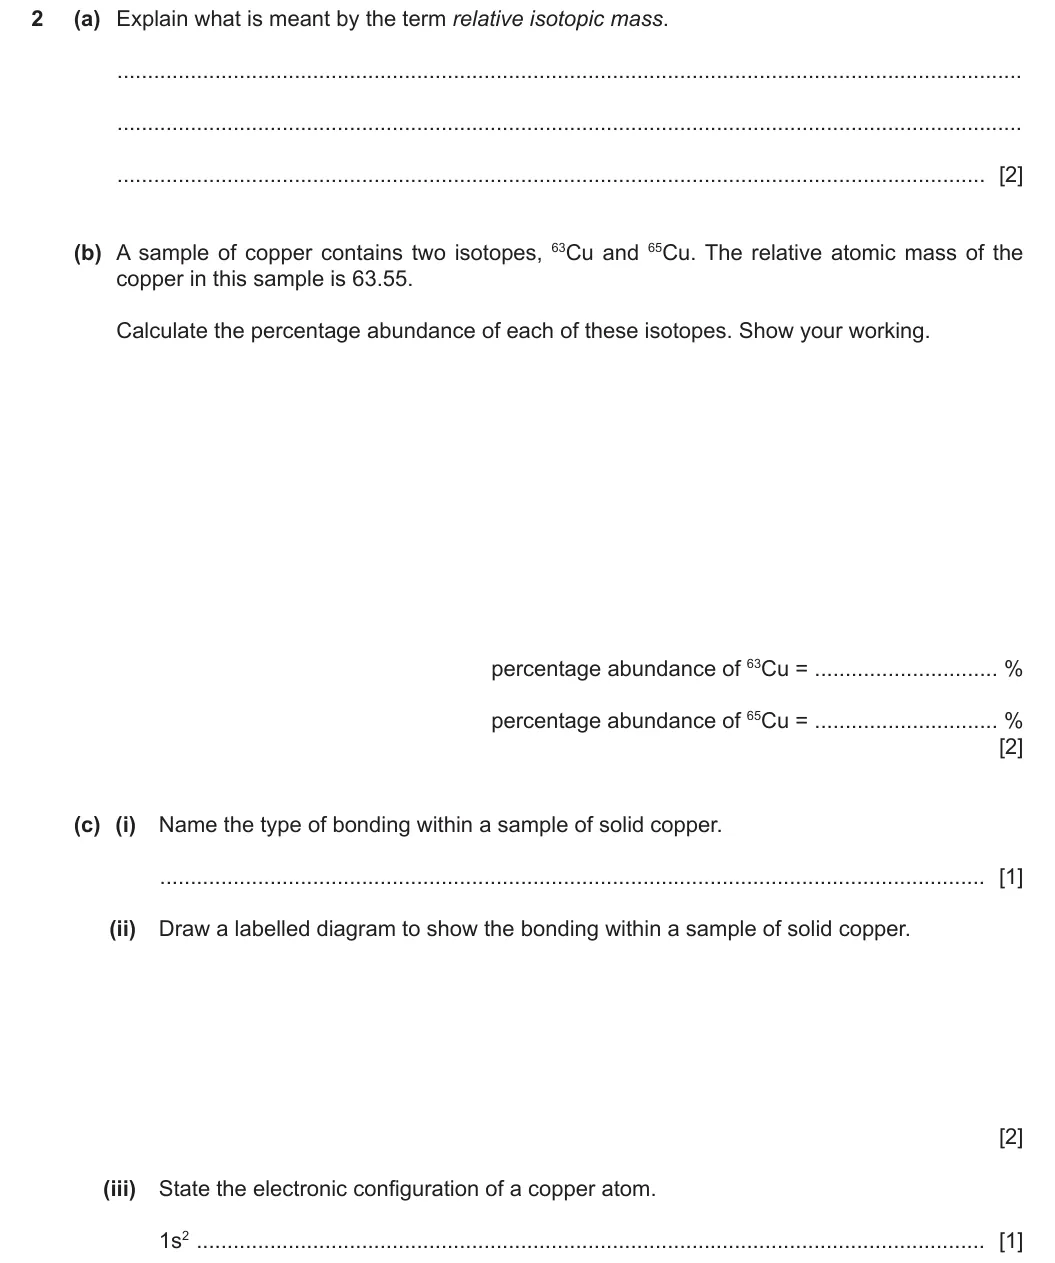 2 (a) Explain what is meant by the term relative isotopic mass.
....................................................................................................................................................
....................................................................................................................................................
.............................................................................................................................................. [2]
(b) A sample of copper contains two isotopes, ⁶³Cu and ⁶⁵Cu. The relative atomic mass of the
copper in this sample is 63.55.
Calculate the percentage abundance of each of these isotopes. Show your working.
percentage abundance of ⁶³Cu = .............................. %
percentage abundance of ⁶⁵Cu = .............................. %
[2]
(c) (i) Name the type of bonding within a sample of solid copper.
....................................................................................................................................... [1]
(ii) Draw a labelled diagram to show the bonding within a sample of solid copper.
[2]
(iii) State the electronic configuration of a copper atom.
1s² ................................................................................................................................. [1]